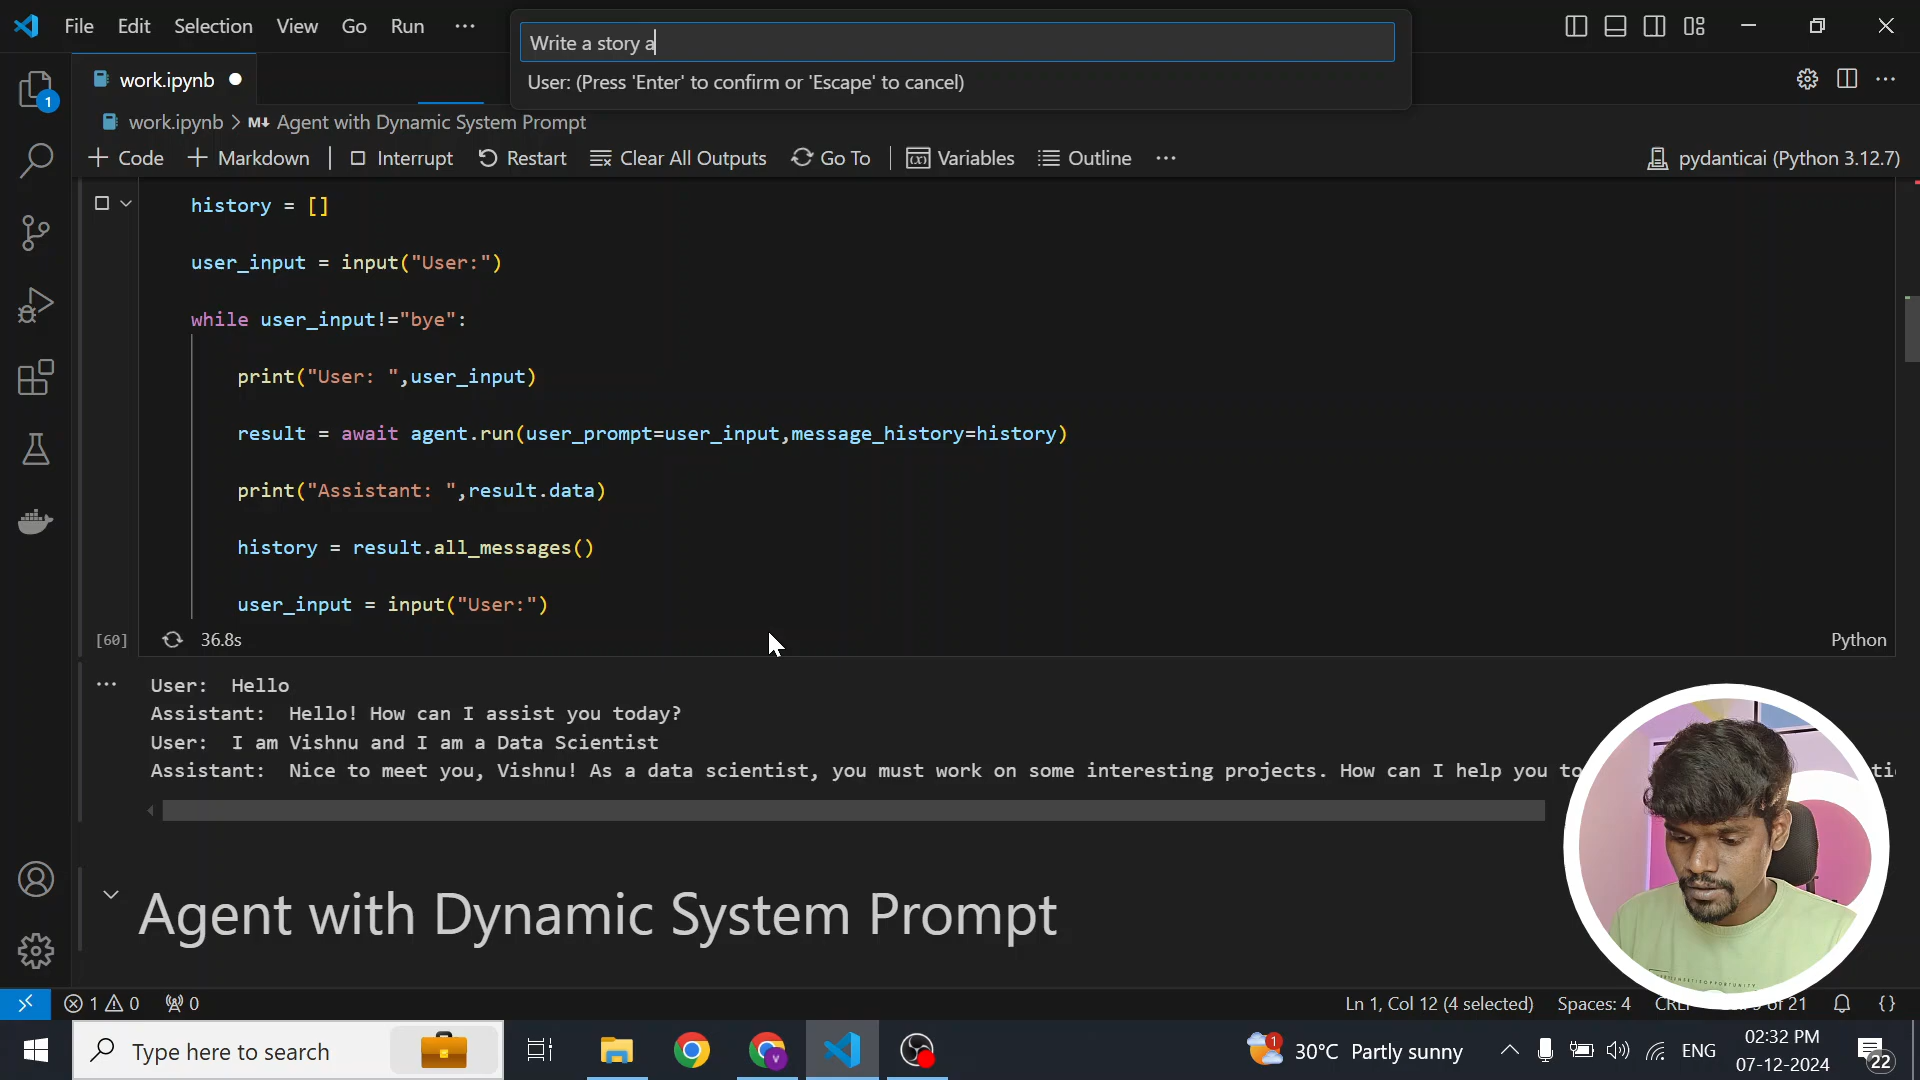 File Edit Selection View Go Run ...
Write a story a
User: (Press 'Enter' to confirm or 'Escape' to cancel)
work.ipynb
work.ipynb > M↓ Agent with Dynamic System Prompt
+ Code + Markdown | Interrupt Restart Clear All Outputs Go To | Variables Outline ...
pydanticai (Python 3.12.7)
1
history = []
user_input = input("User:")
while user_input!="bye":
print("User: ",user_input)
result = await agent.run(user_prompt=user_input,message_history=history)
print("Assistant: ",result.data)
history = result.all_messages()
user_input = input("User:")
[60] 36.8s
Python
User:  Hello
Assistant:  Hello! How can I assist you today?
User:  I am Vishnu and I am a Data Scientist
Assistant:  Nice to meet you, Vishnu! As a data scientist, you must work on some interesting projects. How can I help you
Agent with Dynamic System Prompt
1 0 0
Ln 1, Col 12 (4 selected) Spaces: 4
of 21 {}
Type here to search
V
1
30°C Partly sunny
ENG
02:32 PM
07-12-2024
22